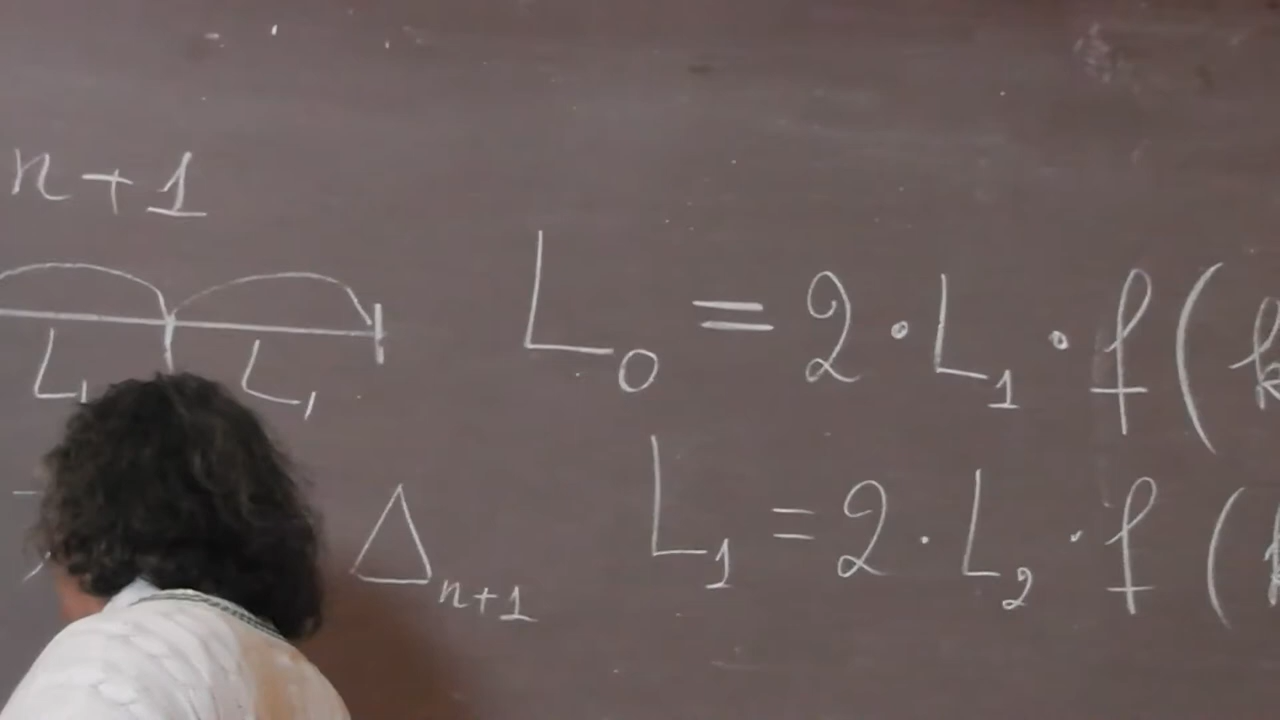 n+1
L₁ L₁
L₀ = 2 · L₁ · f(k
Δₙ₊₁
L₁ = 2 · L₂ · f(